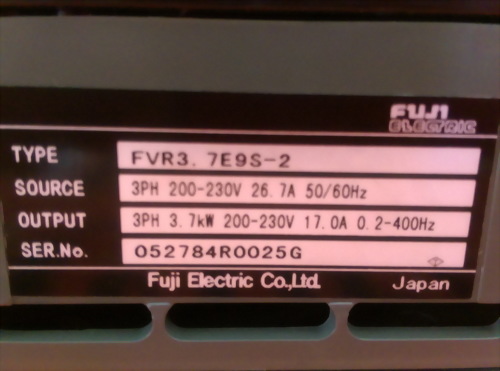 FUJI
ELECTRIC
TYPE FVR3.7E9S-2
SOURCE 3PH 200-230V 26.7A 50/60Hz
OUTPUT 3PH 3.7kW 200-230V 17.0A 0.2-400Hz
SER.No. 052784R0025G
Fuji Electric Co.,Ltd. Japan